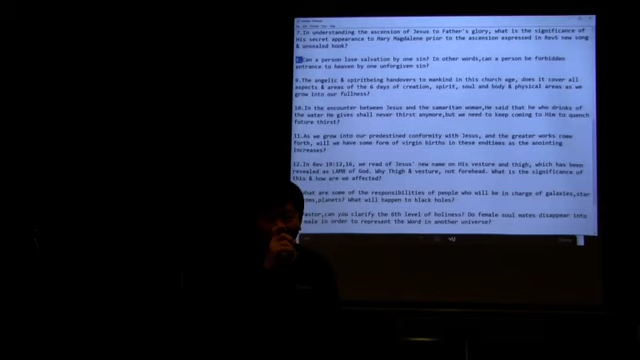 7.In understanding the ascension of Jesus to Father's glory, what is the significance of
His secret appearance to Mary Magdalene prior to the ascension expressed in Rev5 new song
& unsealed book?
8.Can a person lose salvation by one sin? In other words,can a person be forbidden
entrance to heaven by one unforgiven sin?
9.The angelic & spiritbeing handovers to mankind in this church age, does it cover all
aspects & areas of the 6 days of creation, spirit, soul and body & physical areas as we
grow into our fullness?
10.In the encounter between Jesus and the samaritan woman,He said that he who drinks of
the water He gives shall never thirst anymore,but we need to keep coming to Him to quench
future thirst?
11.As we grow into our predestined conformity with Jesus, and the greater works come
forth, will we have some form of virgin births in these endtimes as the anointing
increases?
12.In Rev.19:12,16, we read of Jesus' new name on His vesture and thigh, which has been
revealed as LAMB of God. Why Thigh & vesture, not forehead. What is the significance of
this & how are we affected?
what are some of the responsibilities of people who will be in charge of galaxies,star
planets? What will happen to black holes?
Pastor,can you slarify the 6th level of holiness? Do female soul mates disappear into
male in order to represent the Word in another universe?